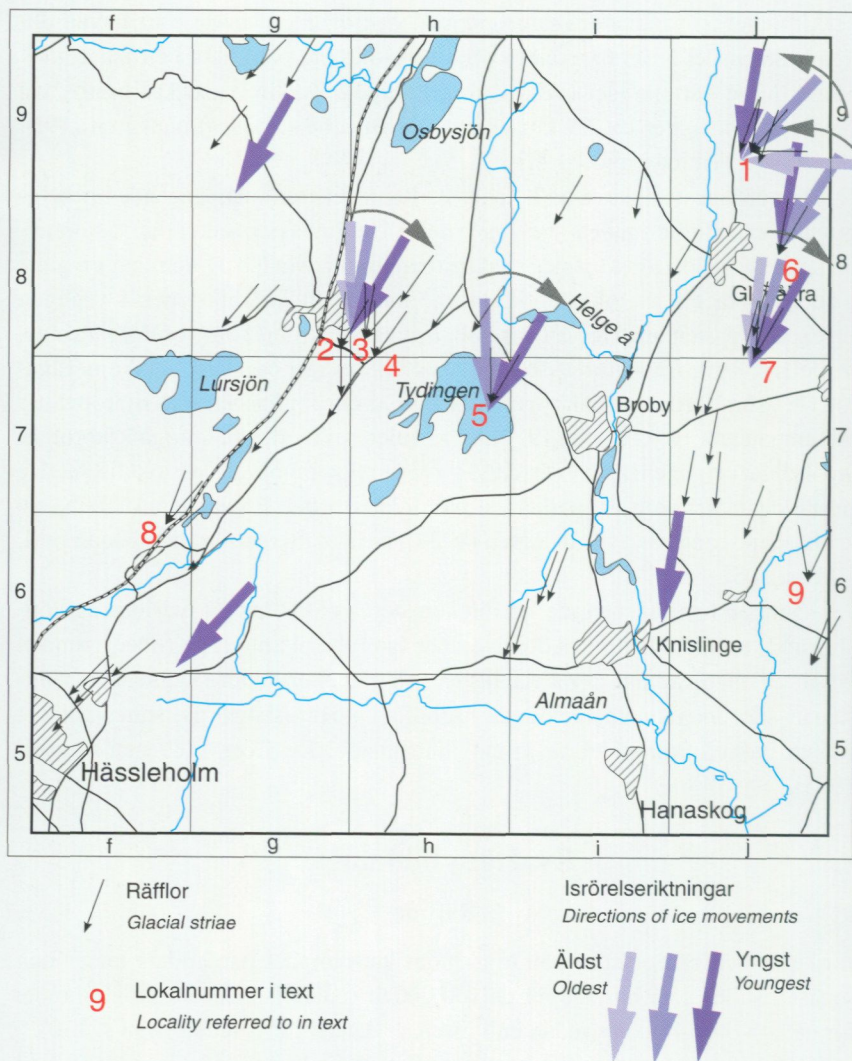 f g h i j
9 9
Osbysjön
1
8 8
6
Glimåkra
Helge å
2 3 4
7
Lursjön
Tydingen
5
Broby
7 7
8
6 6
9
Knislinge
Almaån
5 5
Hässleholm
Hanaskog
f g h i j
Räfflor
Glacial striae
9 Lokalnummer i text
Locality referred to in text
Isrörelseriktningar
Directions of ice movements
Äldst Yngst
Oldest Youngest